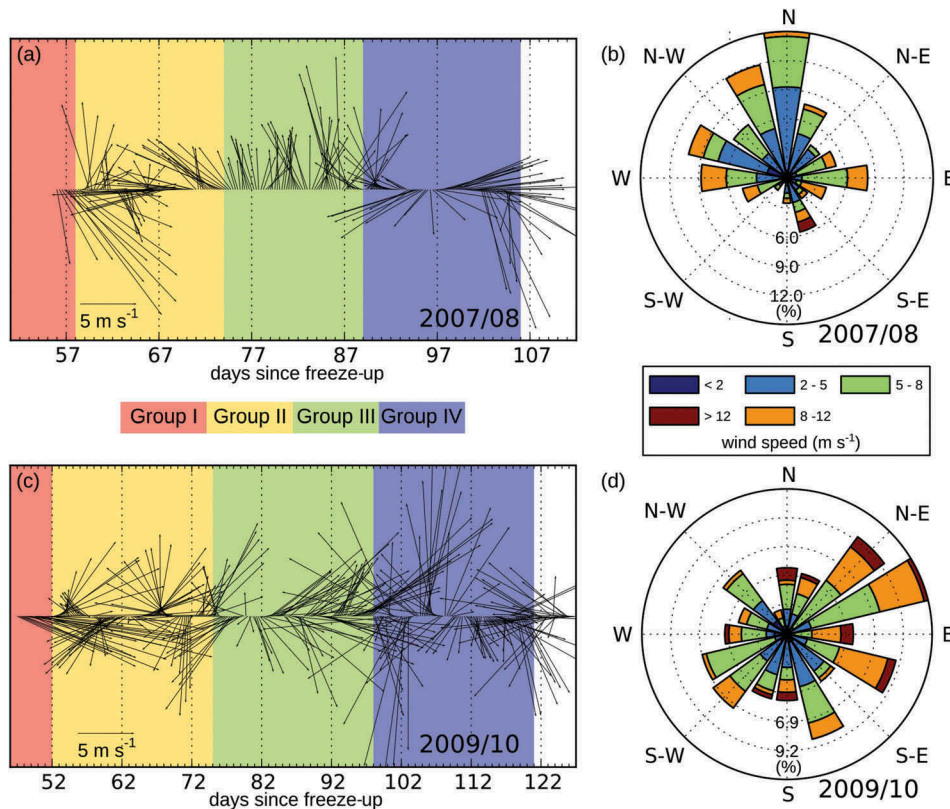 (a)
5 m s⁻¹
2007/08
57 67 77 87 97 107
days since freeze-up
(b)
N
N-W
N-E
W
E
S-W
S-E
6.0
9.0
12.0
(%)
S
2007/08
Group I Group II Group III Group IV
< 2 2 - 5 5 - 8
> 12 8 -12
wind speed (m s⁻¹)
(c)
5 m s⁻¹
2009/10
52 62 72 82 92 102 112 122
days since freeze-up
(d)
N
N-W
N-E
W
E
S-W
S-E
6.9
9.2
(%)
S
2009/10